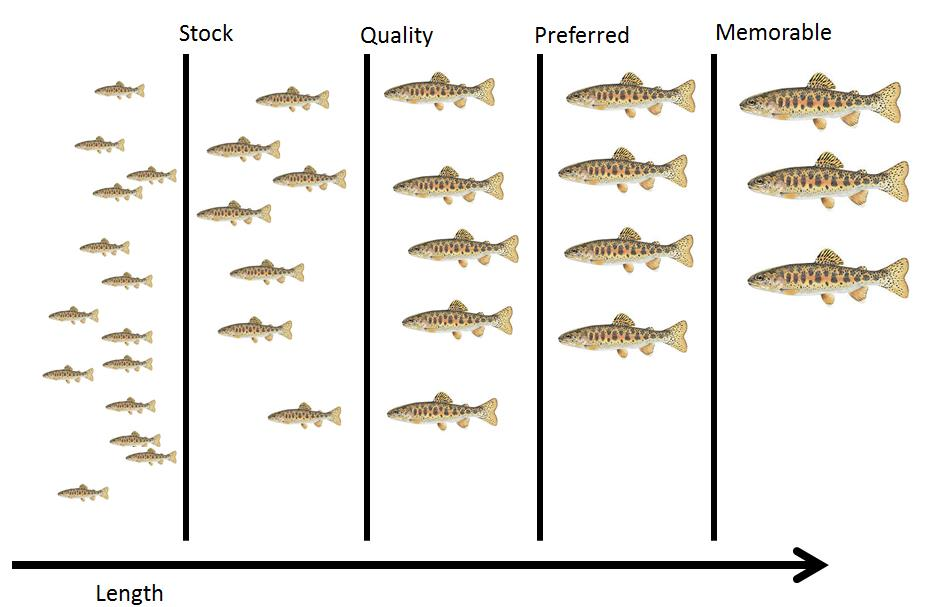 Stock
Quality
Preferred
Memorable
Length